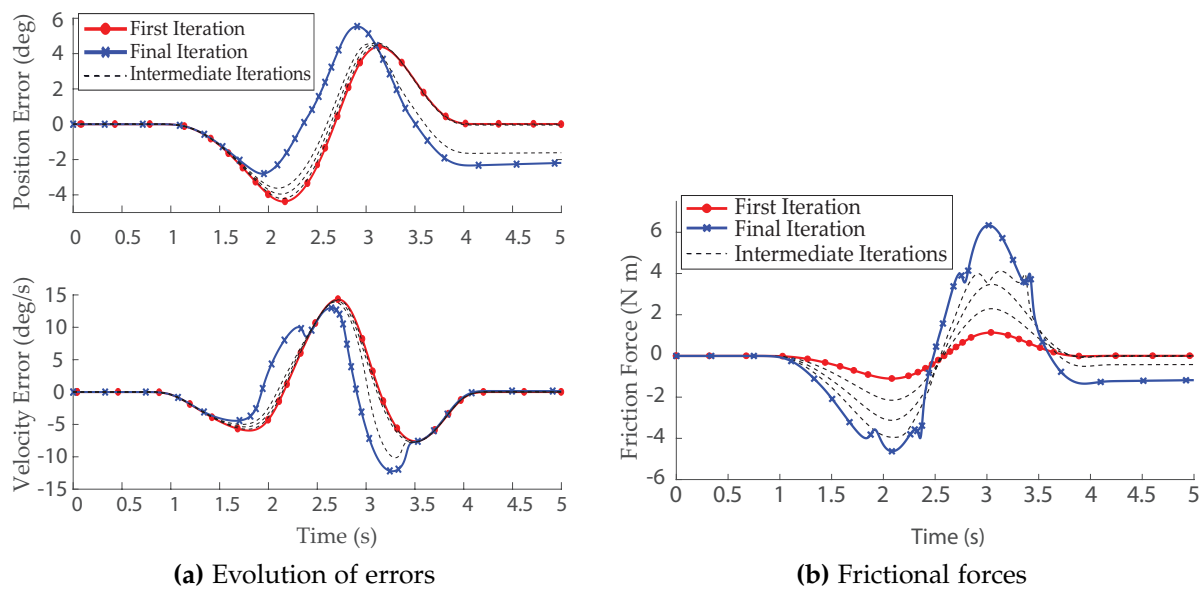 6
4
2
0
-2
-4
Position Error (deg)
First Iteration
Final Iteration
Intermediate Iterations
0 0.5 1 1.5 2 2.5 3 3.5 4 4.5 5
15
10
5
0
-5
-10
-15
Velocity Error (deg/s)
0 0.5 1 1.5 2 2.5 3 3.5 4 4.5 5
Time (s)
(a) Evolution of errors
First Iteration
Final Iteration
Intermediate Iterations
6
4
2
0
-2
-4
-6
Friction Force (N m)
0 0.5 1 1.5 2 2.5 3 3.5 4 4.5 5
Time (s)
(b) Frictional forces